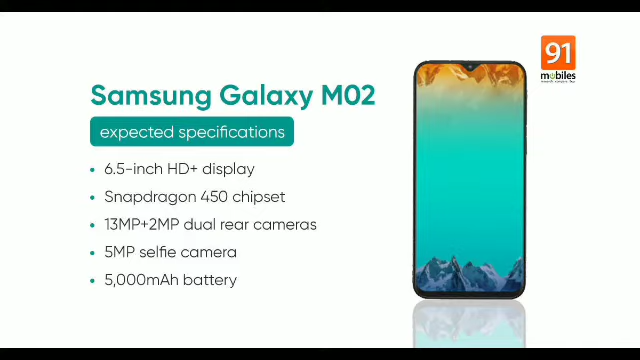 91
mobiles
Samsung Galaxy M02
expected specifications
• 6.5-inch HD+ display
• Snapdragon 450 chipset
• 13MP+2MP dual rear cameras
• 5MP selfie camera
• 5,000mAh battery